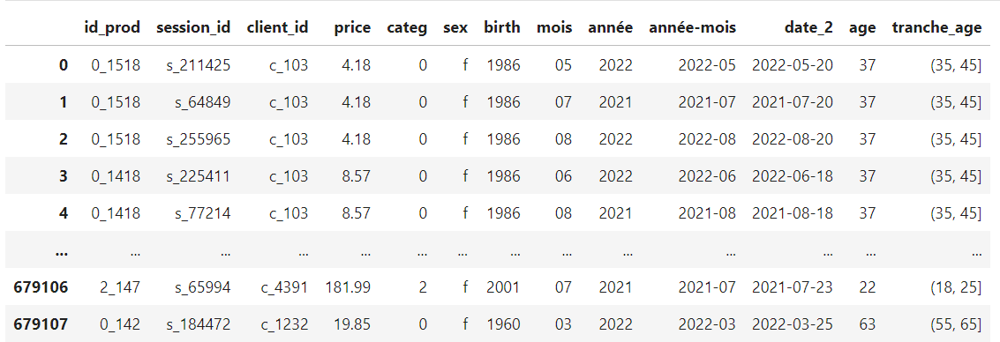 id_prod session_id client_id price categ sex birth mois année année-mois date_2 age tranche_age
0 0_1518 s_211425 c_103 4.18 0 f 1986 05 2022 2022-05 2022-05-20 37 (35, 45]
1 0_1518 s_64849 c_103 4.18 0 f 1986 07 2021 2021-07 2021-07-20 37 (35, 45]
2 0_1518 s_255965 c_103 4.18 0 f 1986 08 2022 2022-08 2022-08-20 37 (35, 45]
3 0_1418 s_225411 c_103 8.57 0 f 1986 06 2022 2022-06 2022-06-18 37 (35, 45]
4 0_1418 s_77214 c_103 8.57 0 f 1986 08 2021 2021-08 2021-08-18 37 (35, 45]
... ... ... ... ... ... ... ... ... ... ... ... ... ...
679106 2_147 s_65994 c_4391 181.99 2 f 2001 07 2021 2021-07 2021-07-23 22 (18, 25]
679107 0_142 s_184472 c_1232 19.85 0 f 1960 03 2022 2022-03 2022-03-25 63 (55, 65]